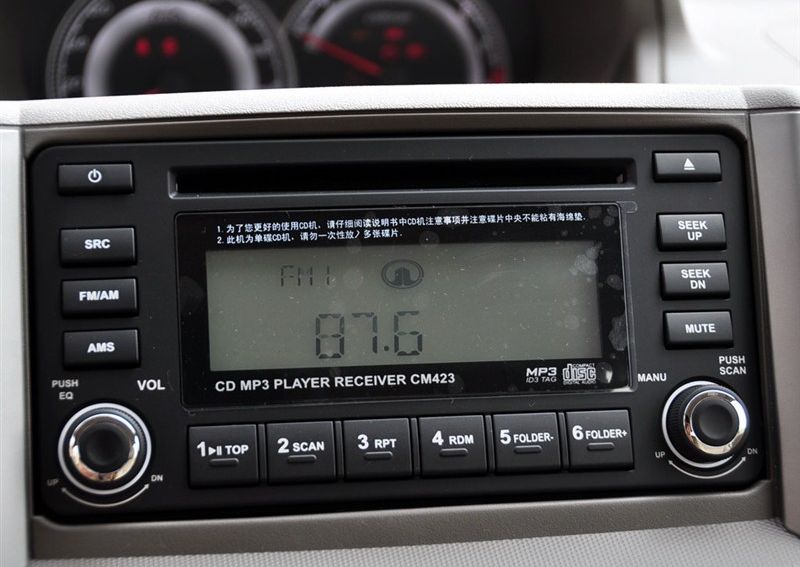 1. 为了您更好的使用CD机, 请仔细阅读说明书中CD机注意事项并注意碟片中央不能粘有海绵垫.
2. 此机为单碟CD机, 请勿一次性放入多张碟片.
SRC
FM/AM
AMS
SEEK UP
SEEK DN
MUTE
FM1
87.6
CD MP3 PLAYER RECEIVER CM423
MP3
ID3 TAG
COMPACT
disc
DIGITAL AUDIO
PUSH
EQ
VOL
UP
DN
1 TOP
2 SCAN
3 RPT
4 RDM
5 FOLDER-
6 FOLDER+
MANU
PUSH
SCAN
UP
DN